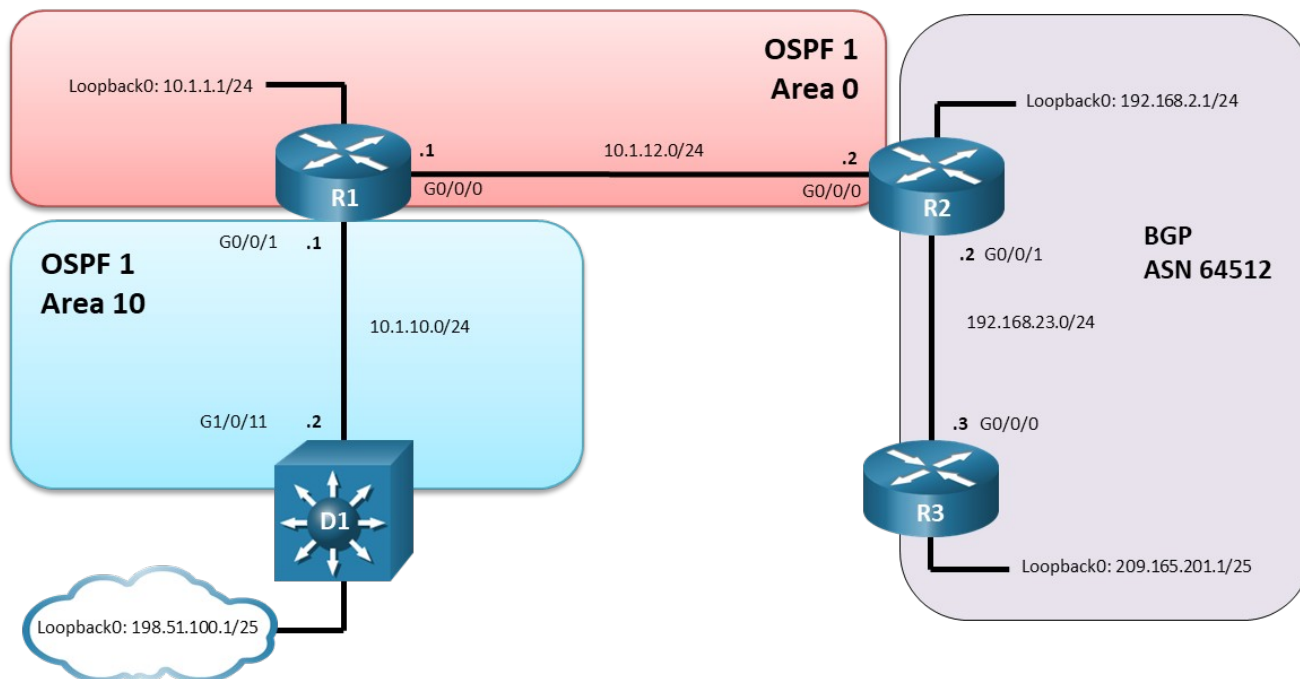 OSPF 1
Area 0
Loopback0: 10.1.1.1/24
Loopback0: 192.168.2.1/24
.1
10.1.12.0/24
.2
G0/0/0
G0/0/0
R1
R2
G0/0/1
.1
OSPF 1
Area 10
.2 G0/0/1
BGP
ASN 64512
10.1.10.0/24
192.168.23.0/24
G1/0/11
.2
.3 G0/0/0
D1
R3
Loopback0: 209.165.201.1/25
Loopback0: 198.51.100.1/25